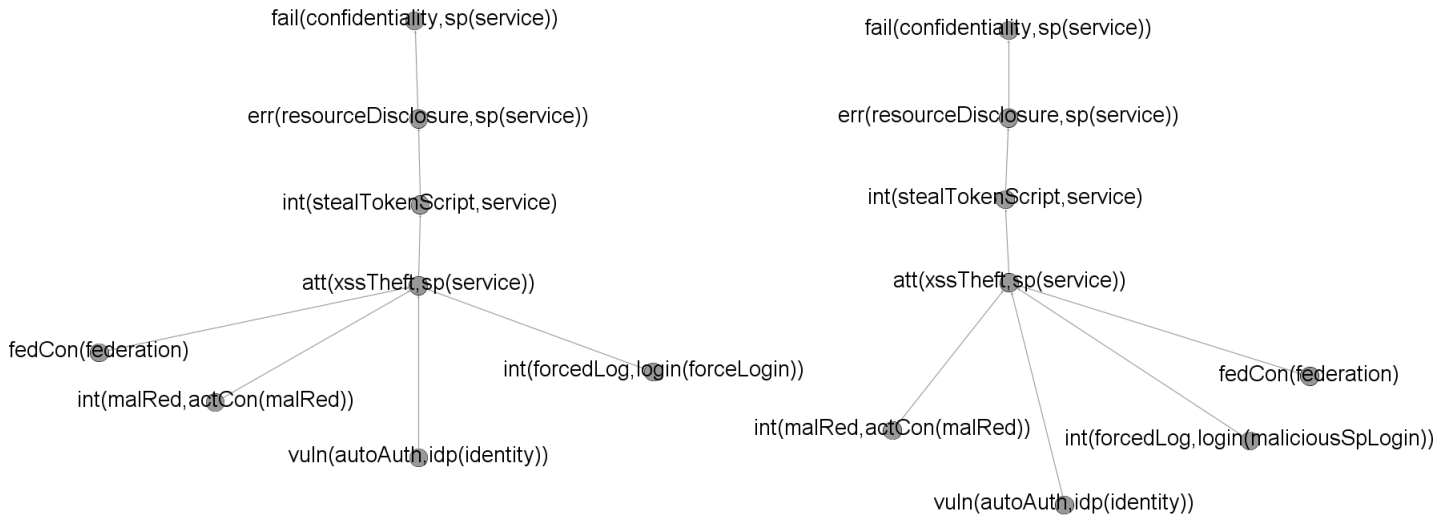 fail(confidentiality,sp(service))
err(resourceDisclosure,sp(service))
int(stealTokenScript,service)
att(xssTheft,sp(service))
fedCon(federation)
int(forcedLog,login(forceLogin))
int(malRed,actCon(malRed))
vuln(autoAuth,idp(identity))
fail(confidentiality,sp(service))
err(resourceDisclosure,sp(service))
int(stealTokenScript,service)
att(xssTheft,sp(service))
fedCon(federation)
int(malRed,actCon(malRed))
int(forcedLog,login(maliciousSpLogin))
vuln(autoAuth,idp(identity))